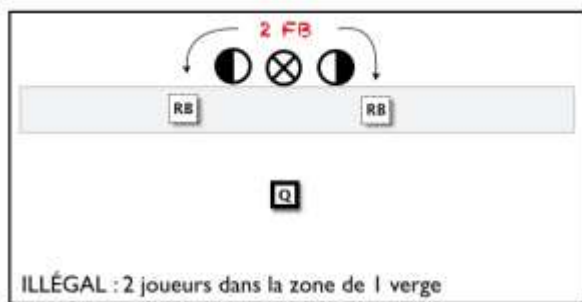 2 FB
RB RB
Q
ILLÉGAL : 2 joueurs dans la zone de 1 verge